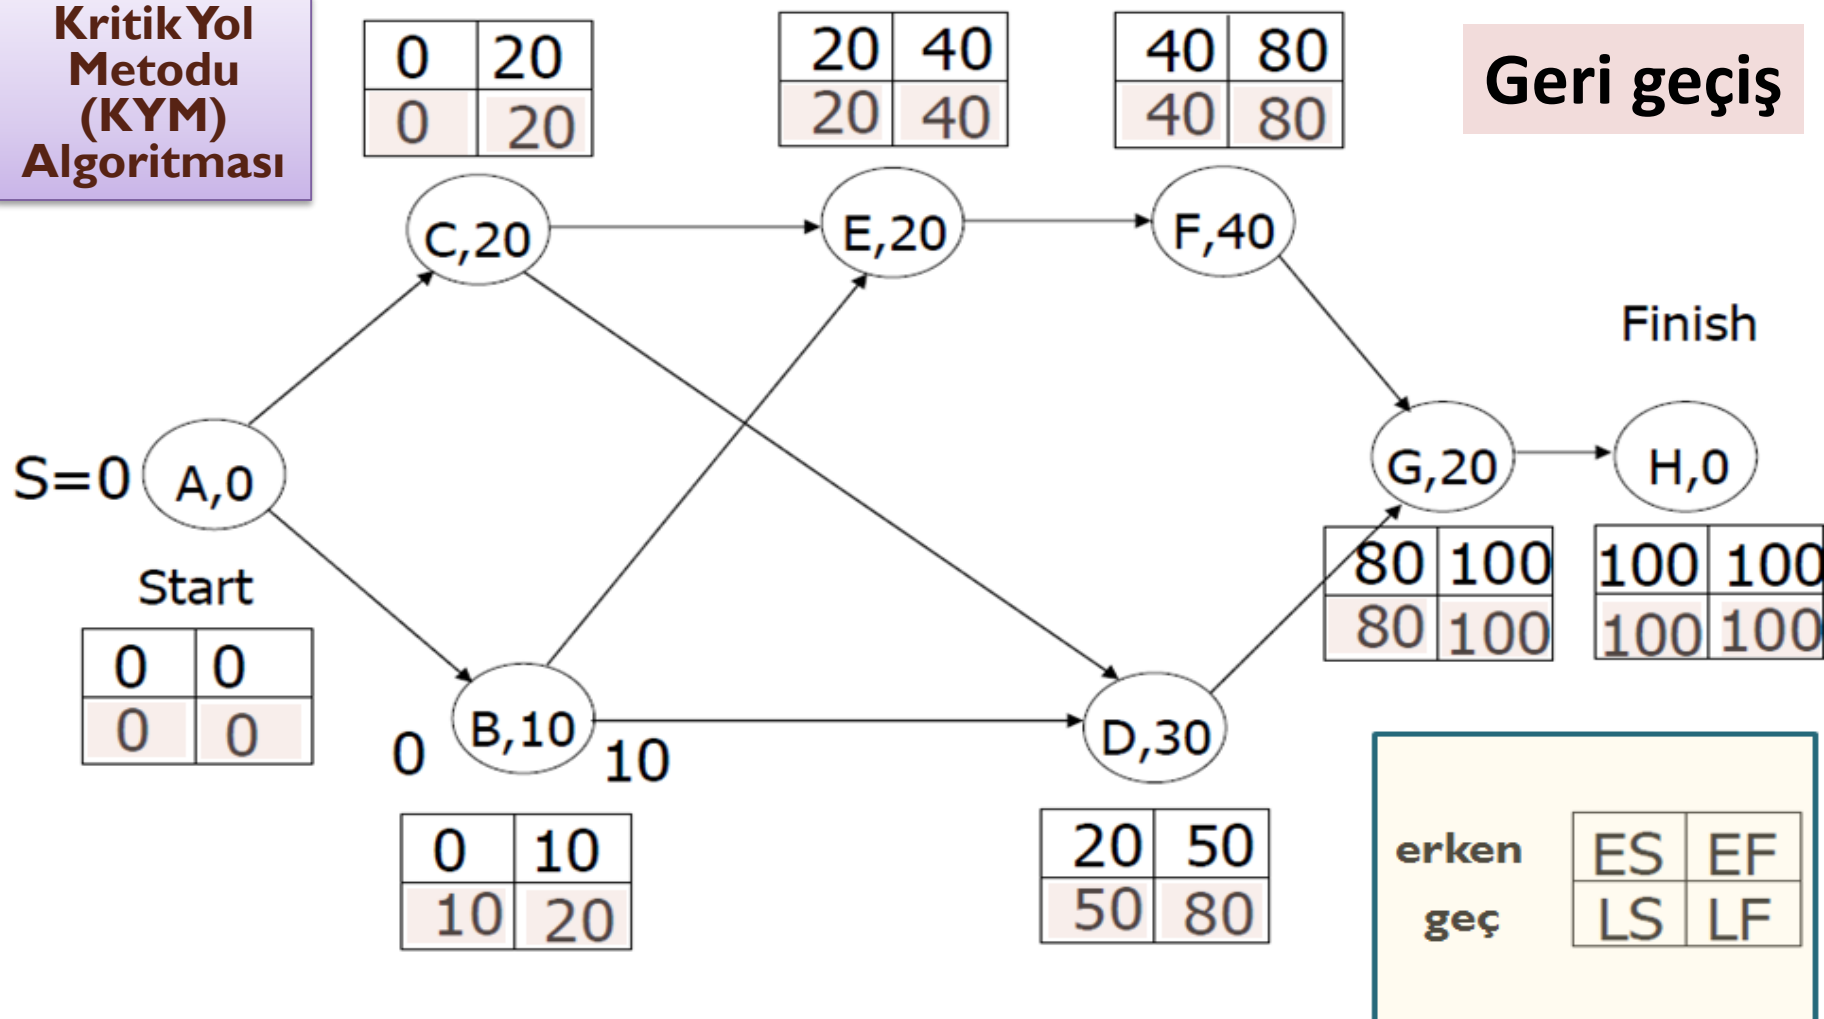 Kritik Yol
Metodu
(KYM)
Algoritması
0 20
0 20
20 40
20 40
40 80
40 80
Geri geçiş
C,20
E,20
F,40
Finish
S=0
A,0
G,20
H,0
Start
80 100
80 100
100 100
100 100
0 0
0 0
0
B,10
10
D,30
0 10
10 20
20 50
50 80
erken ES EF
geç LS LF